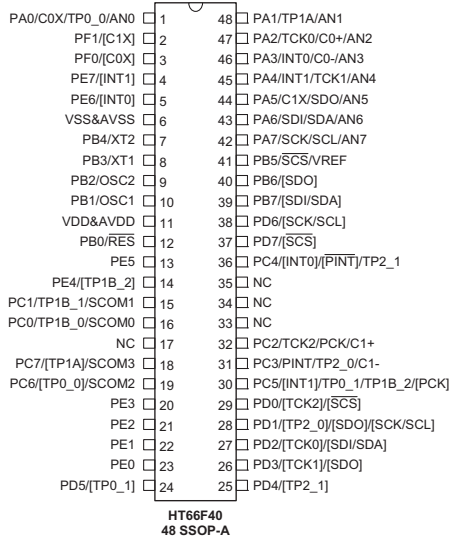 PA0/C0X/TP0_0/AN0 1 48 PA1/TP1A/AN1
PF1/[C1X] 2 47 PA2/TCK0/C0+/AN2
PF0/[C0X] 3 46 PA3/INT0/C0-/AN3
PE7/[INT1] 4 45 PA4/INT1/TCK1/AN4
PE6/[INT0] 5 44 PA5/C1X/SDO/AN5
VSS&AVSS 6 43 PA6/SDI/SDA/AN6
PB4/XT2 7 42 PA7/SCK/SCL/AN7
PB3/XT1 8 41 PB5/SCS/VREF
PB2/OSC2 9 40 PB6/[SDO]
PB1/OSC1 10 39 PB7/[SDI/SDA]
VDD&AVDD 11 38 PD6/[SCK/SCL]
PB0/RES 12 37 PD7/[SCS]
PE5 13 36 PC4/[INT0]/[PINT]/TP2_1
PE4/[TP1B_2] 14 35 NC
PC1/TP1B_1/SCOM1 15 34 NC
PC0/TP1B_0/SCOM0 16 33 NC
NC 17 32 PC2/TCK2/PCK/C1+
PC7/[TP1A]/SCOM3 18 31 PC3/PINT/TP2_0/C1-
PC6/[TP0_0]/SCOM2 19 30 PC5/[INT1]/TP0_1/TP1B_2/[PCK]
PE3 20 29 PD0/[TCK2]/[SCS]
PE2 21 28 PD1/[TP2_0]/[SDO]/[SCK/SCL]
PE1 22 27 PD2/[TCK0]/[SDI/SDA]
PE0 23 26 PD3/[TCK1]/[SDO]
PD5/[TP0_1] 24 25 PD4/[TP2_1]
HT66F40
48 SSOP-A